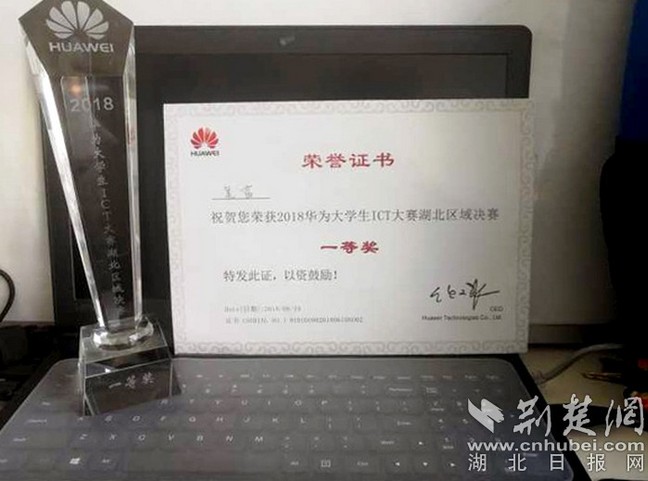 HUAWEI
2018
华为大学生ICT大赛湖北区域决赛
一等奖
HUAWEI
荣誉证书
祝贺您荣获2018华为大学生ICT大赛湖北区域决赛
一等奖
特发此证，以资鼓励！
CEO
Huawei Technologies Co., Ltd.
荆楚网
www.cnhubei.com
湖北日报网